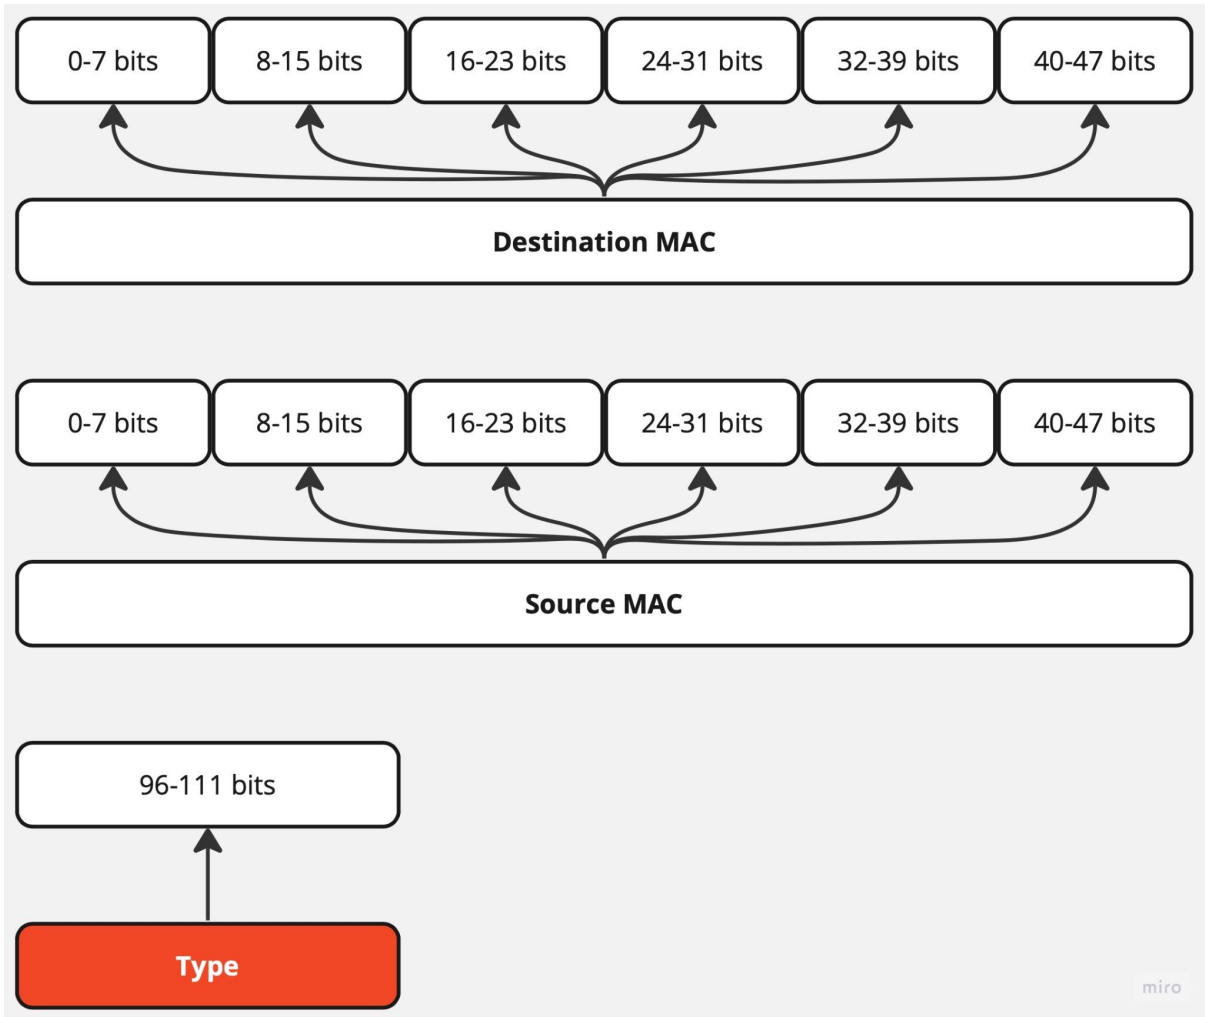 0-7 bits 8-15 bits 16-23 bits 24-31 bits 32-39 bits 40-47 bits
Destination MAC
0-7 bits 8-15 bits 16-23 bits 24-31 bits 32-39 bits 40-47 bits
Source MAC
96-111 bits
Type
miro